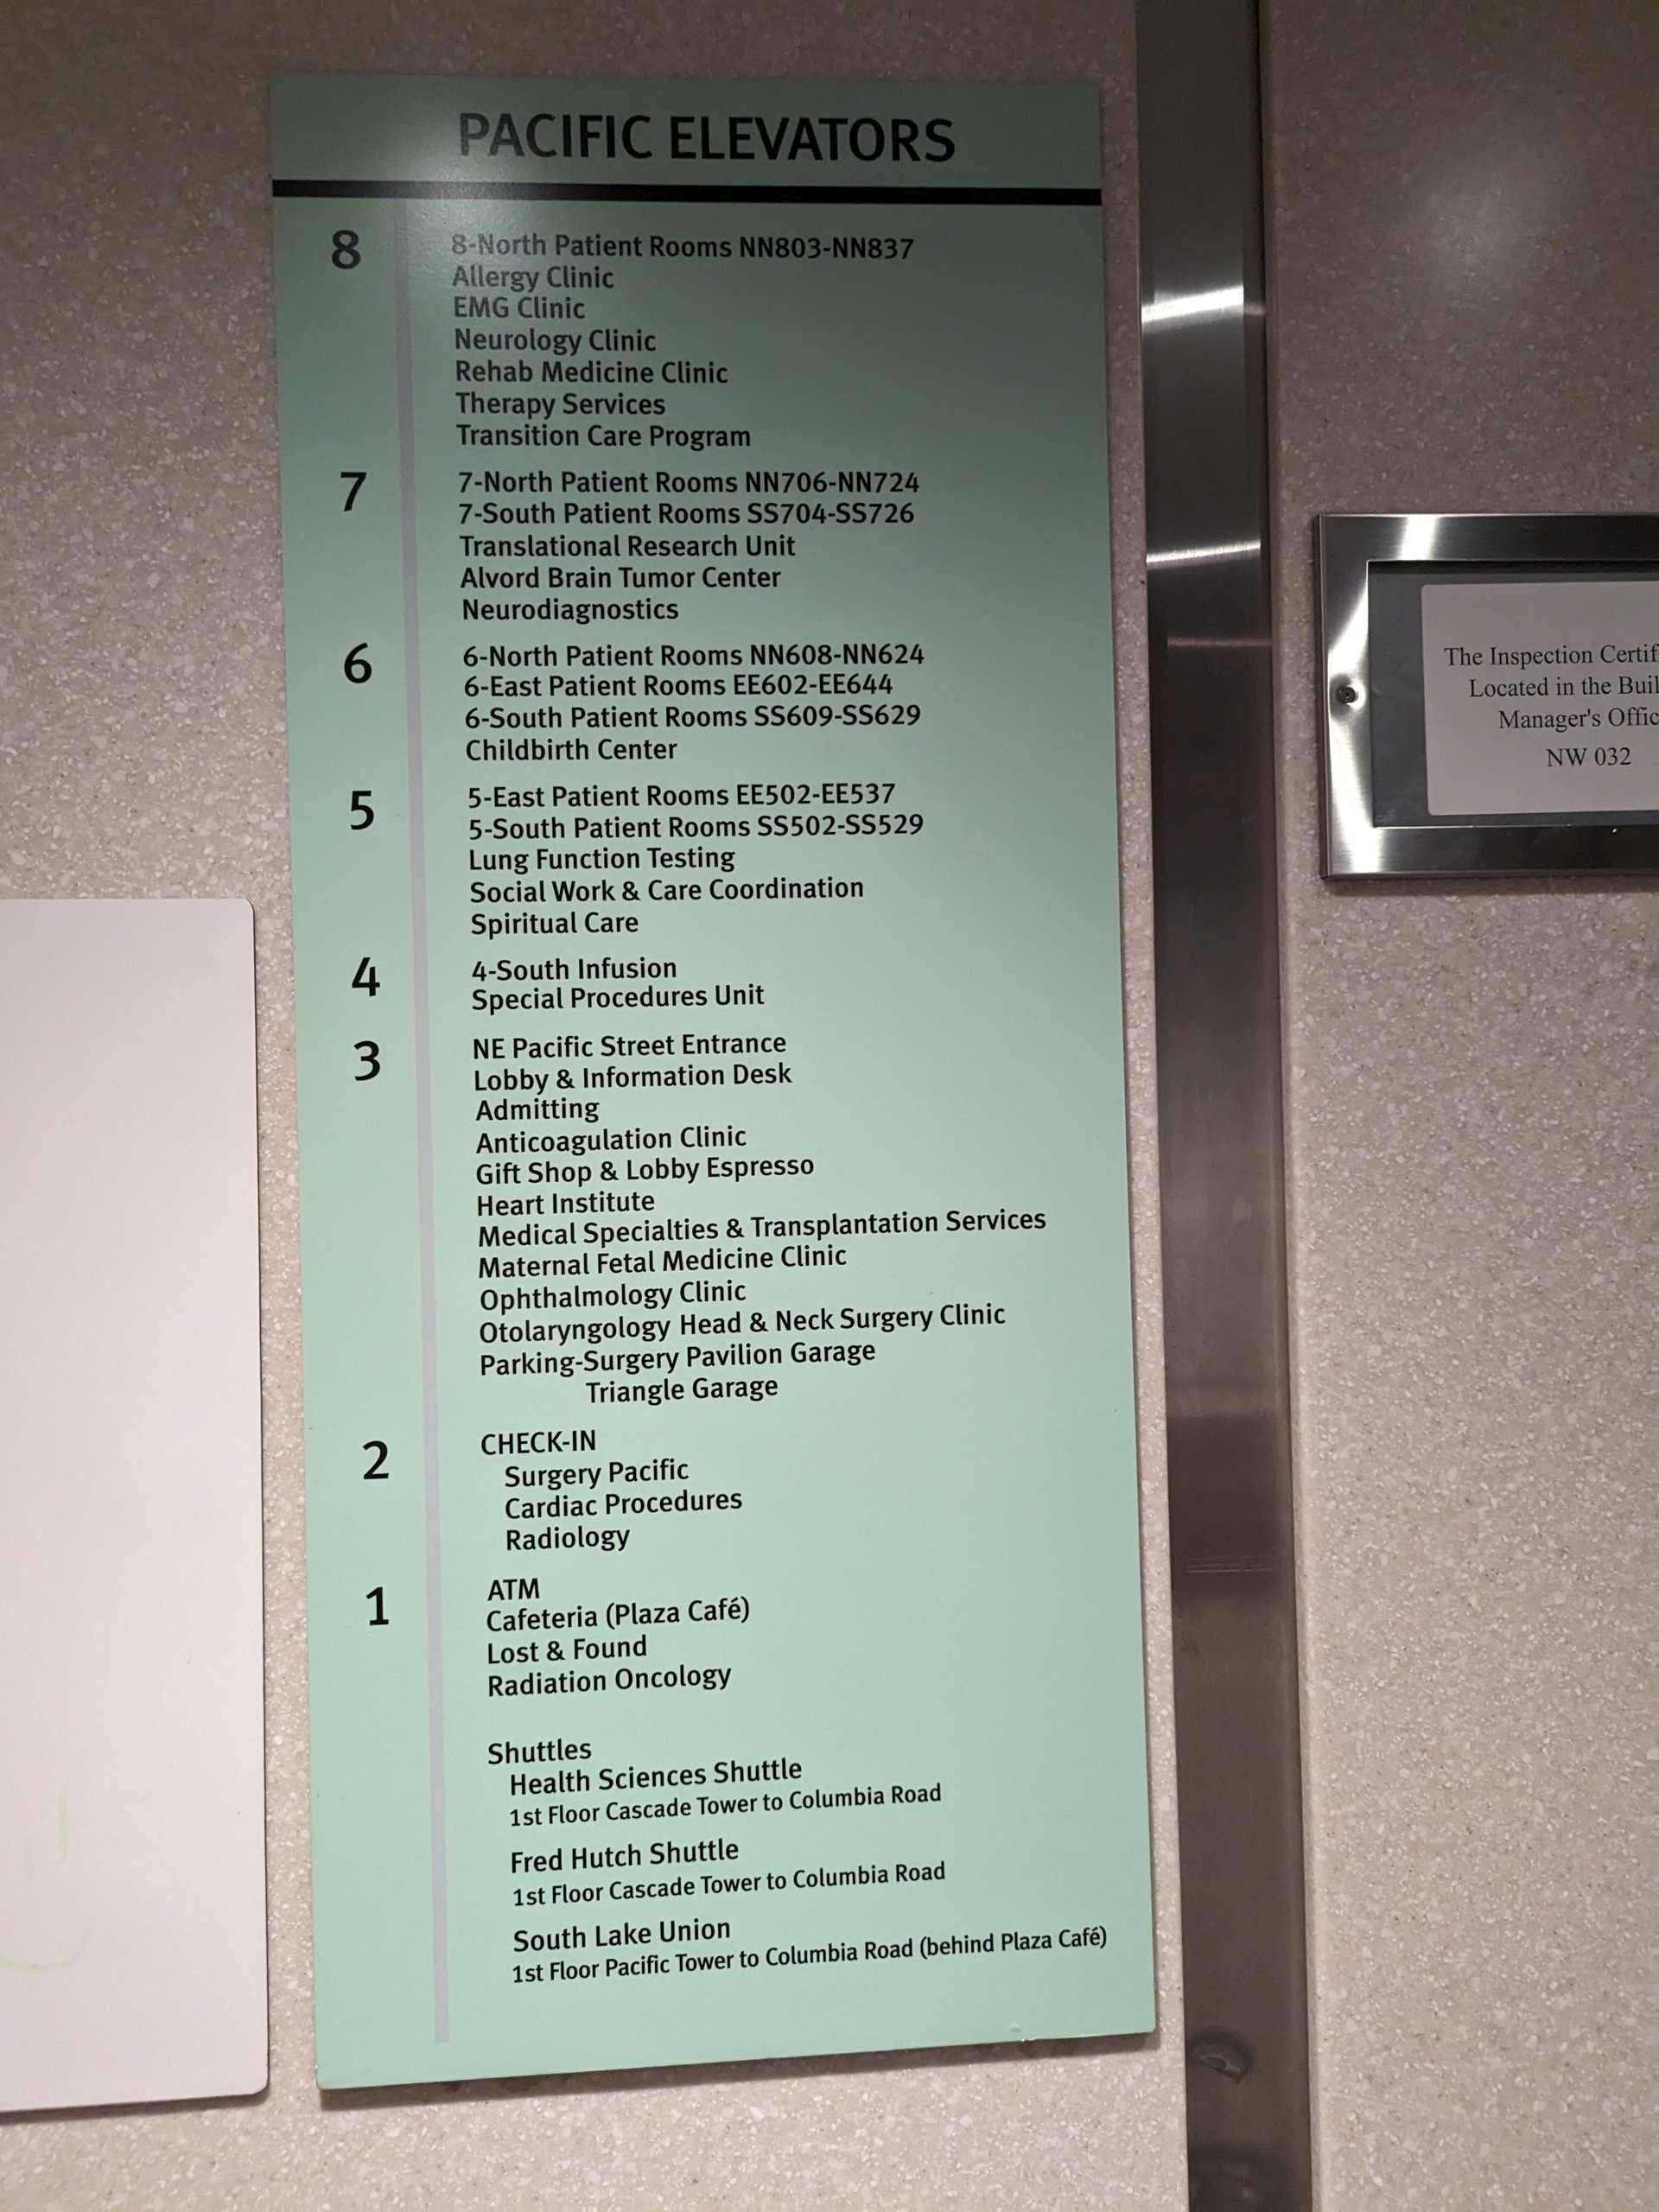 PACIFIC ELEVATORS
8 8-North Patient Rooms NN803-NN837
Allergy Clinic
EMG Clinic
Neurology Clinic
Rehab Medicine Clinic
Therapy Services
Transition Care Program
7 7-North Patient Rooms NN706-NN724
7-South Patient Rooms SS704-SS726
Translational Research Unit
Alvord Brain Tumor Center
Neurodiagnostics
6 6-North Patient Rooms NN608-NN624
6-East Patient Rooms EE602-EE644
6-South Patient Rooms SS609-SS629
Childbirth Center
5 5-East Patient Rooms EE502-EE537
5-South Patient Rooms SS502-SS529
Lung Function Testing
Social Work & Care Coordination
Spiritual Care
4 4-South Infusion
Special Procedures Unit
3 NE Pacific Street Entrance
Lobby & Information Desk
Admitting
Anticoagulation Clinic
Gift Shop & Lobby Espresso
Heart Institute
Medical Specialties & Transplantation Services
Maternal Fetal Medicine Clinic
Ophthalmology Clinic
Otolaryngology Head & Neck Surgery Clinic
Parking-Surgery Pavilion Garage
Triangle Garage
2 CHECK-IN
Surgery Pacific
Cardiac Procedures
Radiology
1 ATM
Cafeteria (Plaza Café)
Lost & Found
Radiation Oncology
Shuttles
Health Sciences Shuttle
1st Floor Cascade Tower to Columbia Road
Fred Hutch Shuttle
1st Floor Cascade Tower to Columbia Road
South Lake Union
1st Floor Pacific Tower to Columbia Road (behind Plaza Café)
The Inspection Certif
Located in the Buil
Manager's Offic
NW 032